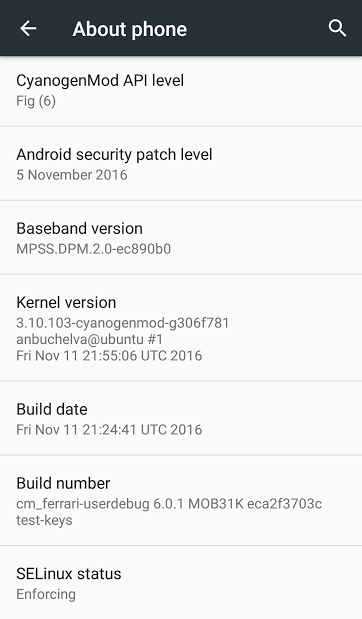 About phone
CyanogenMod API level
Fig (6)
Android security patch level
5 November 2016
Baseband version
MPSS.DPM.2.0-ec890b0
Kernel version
3.10.103-cyanogenmod-g306f781
anbuchelva@ubuntu #1
Fri Nov 11 21:55:06 UTC 2016
Build date
Fri Nov 11 21:24:41 UTC 2016
Build number
cm_ferrari-userdebug 6.0.1 MOB31K eca2f3703c
test-keys
SELinux status
Enforcing